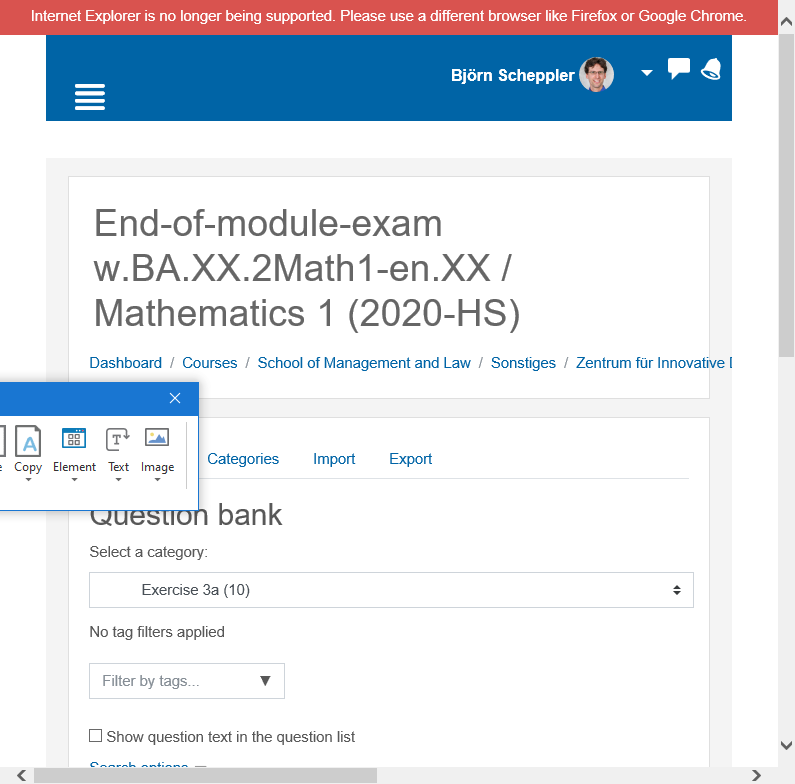 Internet Explorer is no longer being supported. Please use a different browser like Firefox or Google Chrome.
Björn Scheppler
End-of-module-exam
w.BA.XX.2Math1-en.XX /
Mathematics 1 (2020-HS)
Dashboard / Courses / School of Management and Law / Sonstiges / Zentrum für Innovative
Copy Element Text Image
Categories Import Export
Question bank
Select a category:
Exercise 3a (10)
No tag filters applied
Filter by tags...
Show question text in the question list
Search options